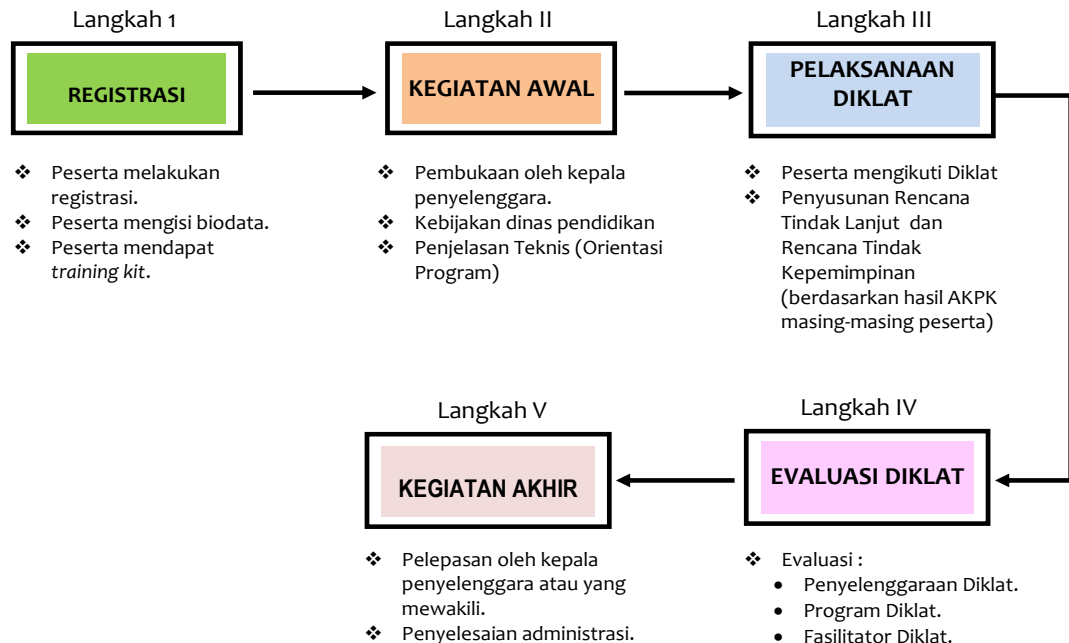 Langkah 1
REGISTRASI
❖ Peserta melakukan
registrasi.
❖ Peserta mengisi biodata.
❖ Peserta mendapat
training kit.
Langkah II
KEGIATAN AWAL
❖ Pembukaan oleh kepala
penyelenggara.
❖ Kebijakan dinas pendidikan
❖ Penjelasan Teknis (Orientasi
Program)
Langkah III
PELAKSANAAN
DIKLAT
❖ Peserta mengikuti Diklat
❖ Penyusunan Rencana
Tindak Lanjut dan
Rencana Tindak
Kepemimpinan
(berdasarkan hasil AKPK
masing-masing peserta)
Langkah IV
EVALUASI DIKLAT
❖ Evaluasi :
• Penyelenggaraan Diklat.
• Program Diklat.
• Fasilitator Diklat.
Langkah V
KEGIATAN AKHIR
❖ Pelepasan oleh kepala
penyelenggara atau yang
mewakili.
❖ Penyelesaian administrasi.